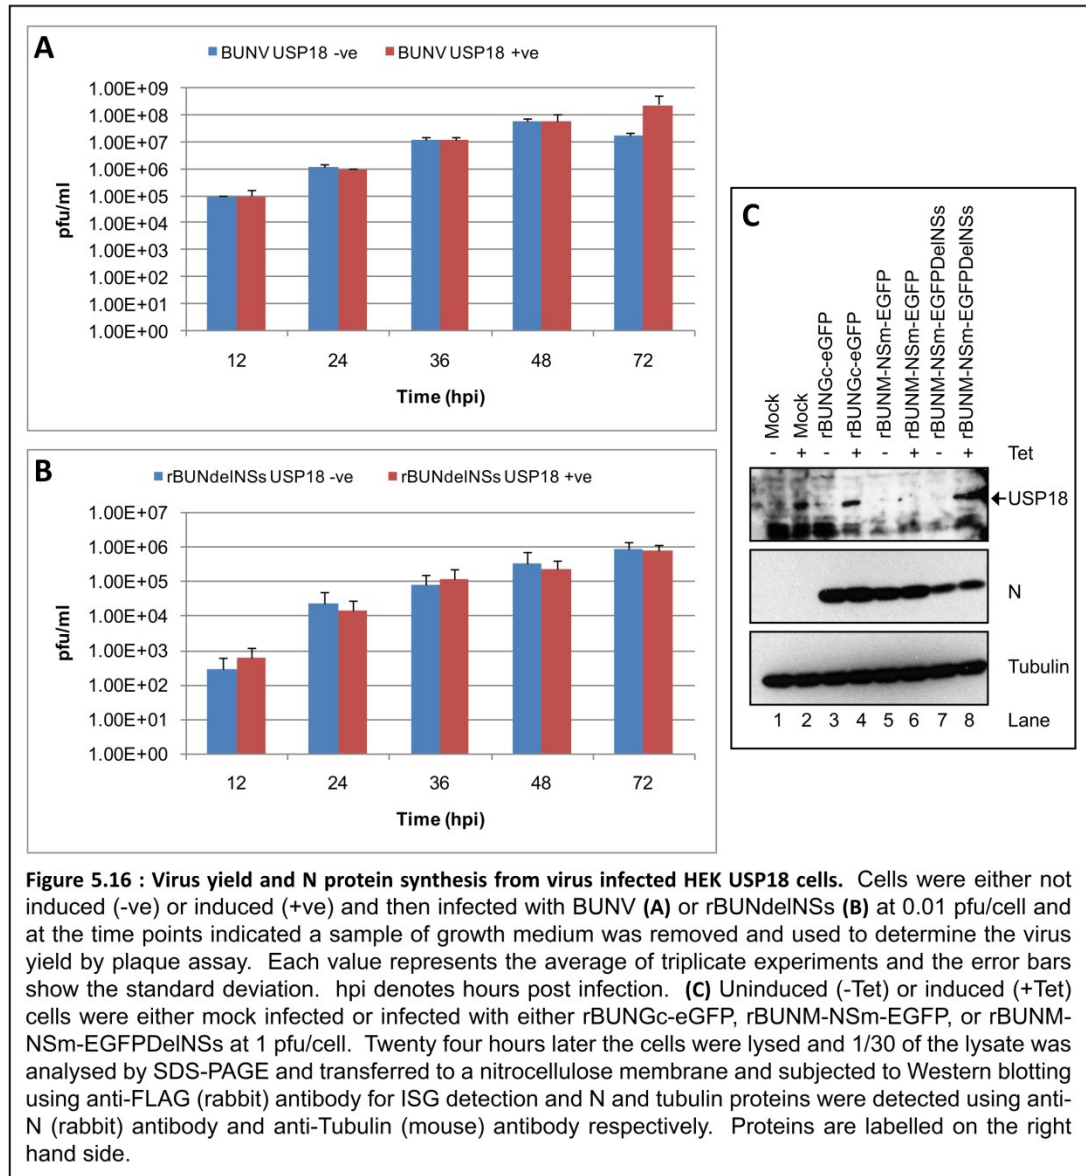 A
BUNV USP18 -ve BUNV USP18 +ve
1.00E+09
1.00E+08
1.00E+07
1.00E+06
1.00E+05
1.00E+04
1.00E+03
1.00E+02
1.00E+01
1.00E+00
pfu/ml
12 24 36 48 72
Time (hpi)
B
rBUNdelNSs USP18 -ve rBUNdelNSs USP18 +ve
1.00E+07
1.00E+06
1.00E+05
1.00E+04
1.00E+03
1.00E+02
1.00E+01
1.00E+00
pfu/ml
12 24 36 48 72
Time (hpi)
C
Mock
Mock
rBUNGc-eGFP
rBUNGc-eGFP
rBUNM-NSm-EGFP
rBUNM-NSm-EGFP
rBUNM-NSm-EGFPDelNSs
rBUNM-NSm-EGFPDelNSs
- + - + - + - + Tet
USP18
N
Tubulin
1 2 3 4 5 6 7 8 Lane
Figure 5.16 : Virus yield and N protein synthesis from virus infected HEK USP18 cells. Cells were either not
induced (-ve) or induced (+ve) and then infected with BUNV (A) or rBUNdelNSs (B) at 0.01 pfu/cell and
at the time points indicated a sample of growth medium was removed and used to determine the virus
yield by plaque assay. Each value represents the average of triplicate experiments and the error bars
show the standard deviation. hpi denotes hours post infection. (C) Uninduced (-Tet) or induced (+Tet)
cells were either mock infected or infected with either rBUNGc-eGFP, rBUNM-NSm-EGFP, or rBUNM-
NSm-EGFPDelNSs at 1 pfu/cell. Twenty four hours later the cells were lysed and 1/30 of the lysate was
analysed by SDS-PAGE and transferred to a nitrocellulose membrane and subjected to Western blotting
using anti-FLAG (rabbit) antibody for ISG detection and N and tubulin proteins were detected using anti-
N (rabbit) antibody and anti-Tubulin (mouse) antibody respectively. Proteins are labelled on the right
hand side.